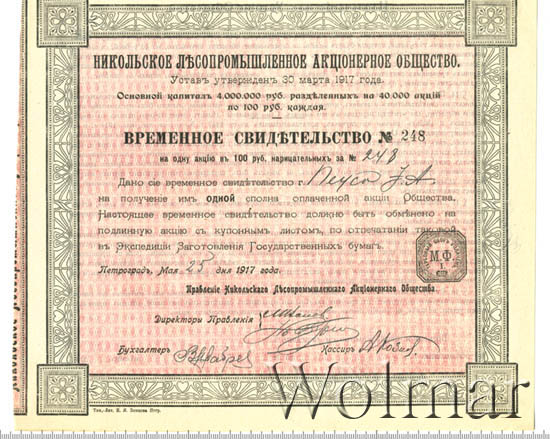 НИКОЛЬСКОЕ ЛѢСОПРОМЫШЛЕННОЕ АКЦІОНЕРНОЕ ОБЩЕСТВО.
Уставъ утвержденъ 30 марта 1917 года.
Основной капиталъ 4.000.000 руб. раздѣленныхъ на 40.000 акцій
по 100 руб. каждая.
ВРЕМЕННОЕ СВИДѢТЕЛЬСТВО № 248
на одну акцію въ 100 руб. нарицательныхъ за № 248
Дано сіе временное свидѣтельство г.
на полученіе имъ одной сполна оплаченной акціи Общества.
Настоящее временное свидѣтельство должно быть обмѣнено на
подлинную акцію съ купоннымъ листомъ, по отпечатаніи таковой
въ Экспедиціи Заготовленія Государственныхъ бумагъ.
М.Ф.
1
Петроградъ, Мая 25 дня 1917 года.
Правленіе Никольскаго Лѣсопромышленнаго Акціонернаго Общества.
Директоры Правленія
Бухгалтеръ
Кассиръ
Wolmar